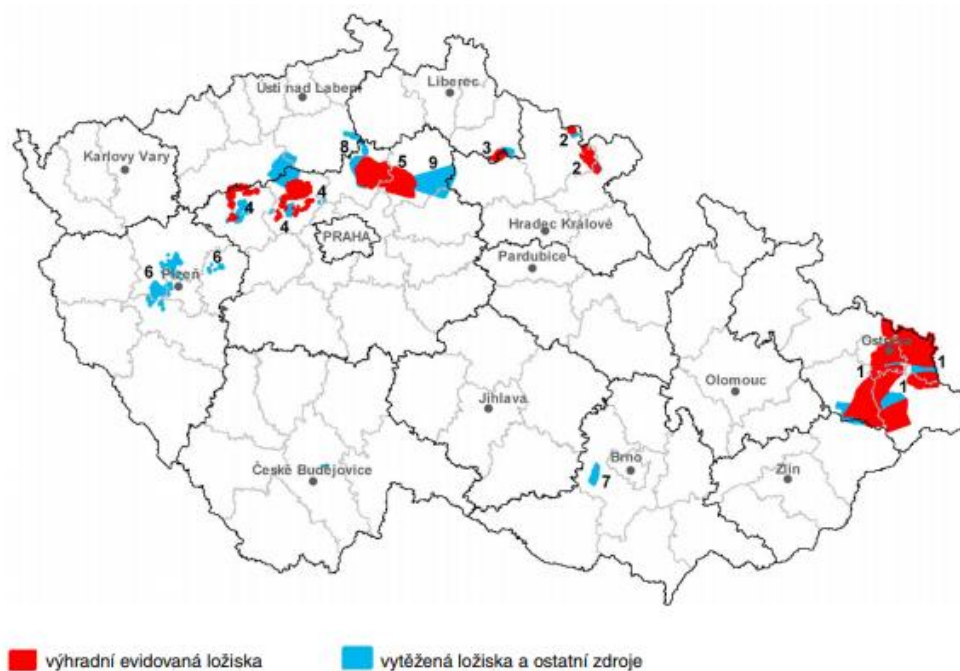 Liberec
Ústí nad Labem
2
8
3
5
9
2
Karlovy Vary
4
4
4
Hradec Králové
PRAHA
Pardubice
6
6
Plzeň
Ostrava
1
1
1
Olomouc
Jihlava
Brno
České Budějovice
Zlín
7
výhradní evidovaná ložiska
vytěžená ložiska a ostatní zdroje